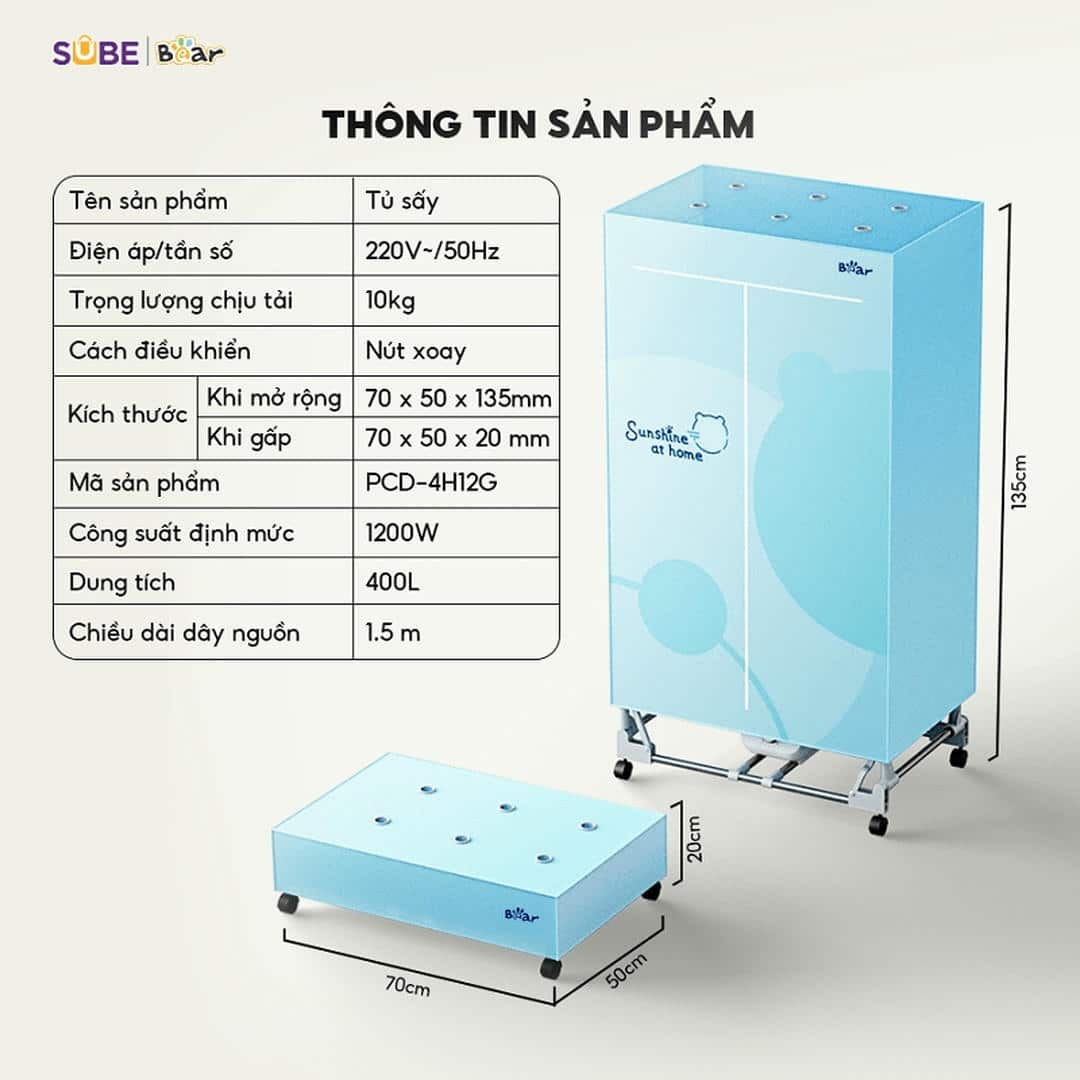 SUBE | Bear
THÔNG TIN SẢN PHẨM
Tên sản phẩm Tủ sấy
Điện áp/tần số 220V~/50Hz
Trọng lượng chịu tải 10kg
Cách điều khiển Nút xoay
Kích thước Khi mở rộng 70 x 50 x 135mm
Khi gấp 70 x 50 x 20 mm
Mã sản phẩm PCD-4H12G
Công suất định mức 1200W
Dung tích 400L
Chiều dài dây nguồn 1.5 m
Bear
Sunshine
at home
135cm
20cm
Bear
70cm
50cm